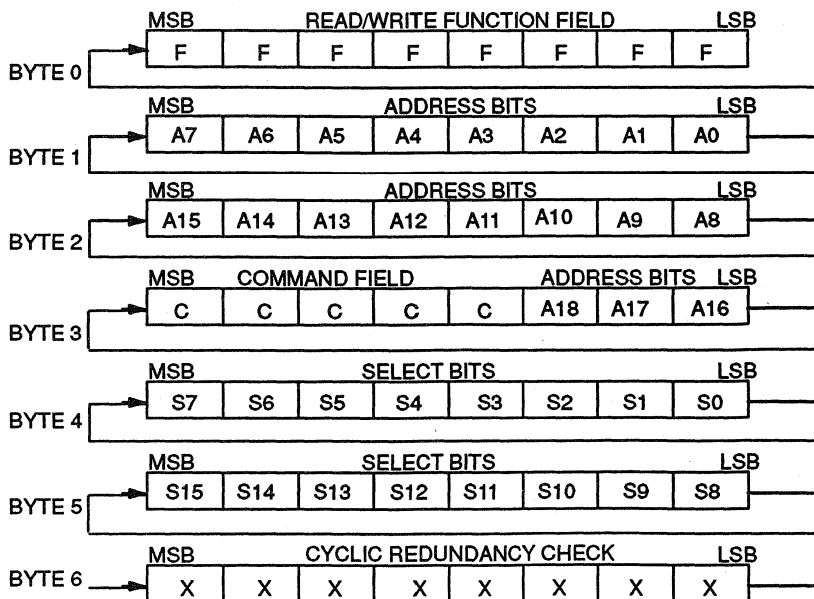 MSB READ/WRITE FUNCTION FIELD LSB
F F F F F F F F
BYTE 0
MSB ADDRESS BITS LSB
A7 A6 A5 A4 A3 A2 A1 A0
BYTE 1
MSB ADDRESS BITS LSB
A15 A14 A13 A12 A11 A10 A9 A8
BYTE 2
MSB COMMAND FIELD ADDRESS BITS LSB
C C C C C A18 A17 A16
BYTE 3
MSB SELECT BITS LSB
S7 S6 S5 S4 S3 S2 S1 S0
BYTE 4
MSB SELECT BITS LSB
S15 S14 S13 S12 S11 S10 S9 S8
BYTE 5
MSB CYCLIC REDUNDANCY CHECK LSB
BYTE 6 X X X X X X X X